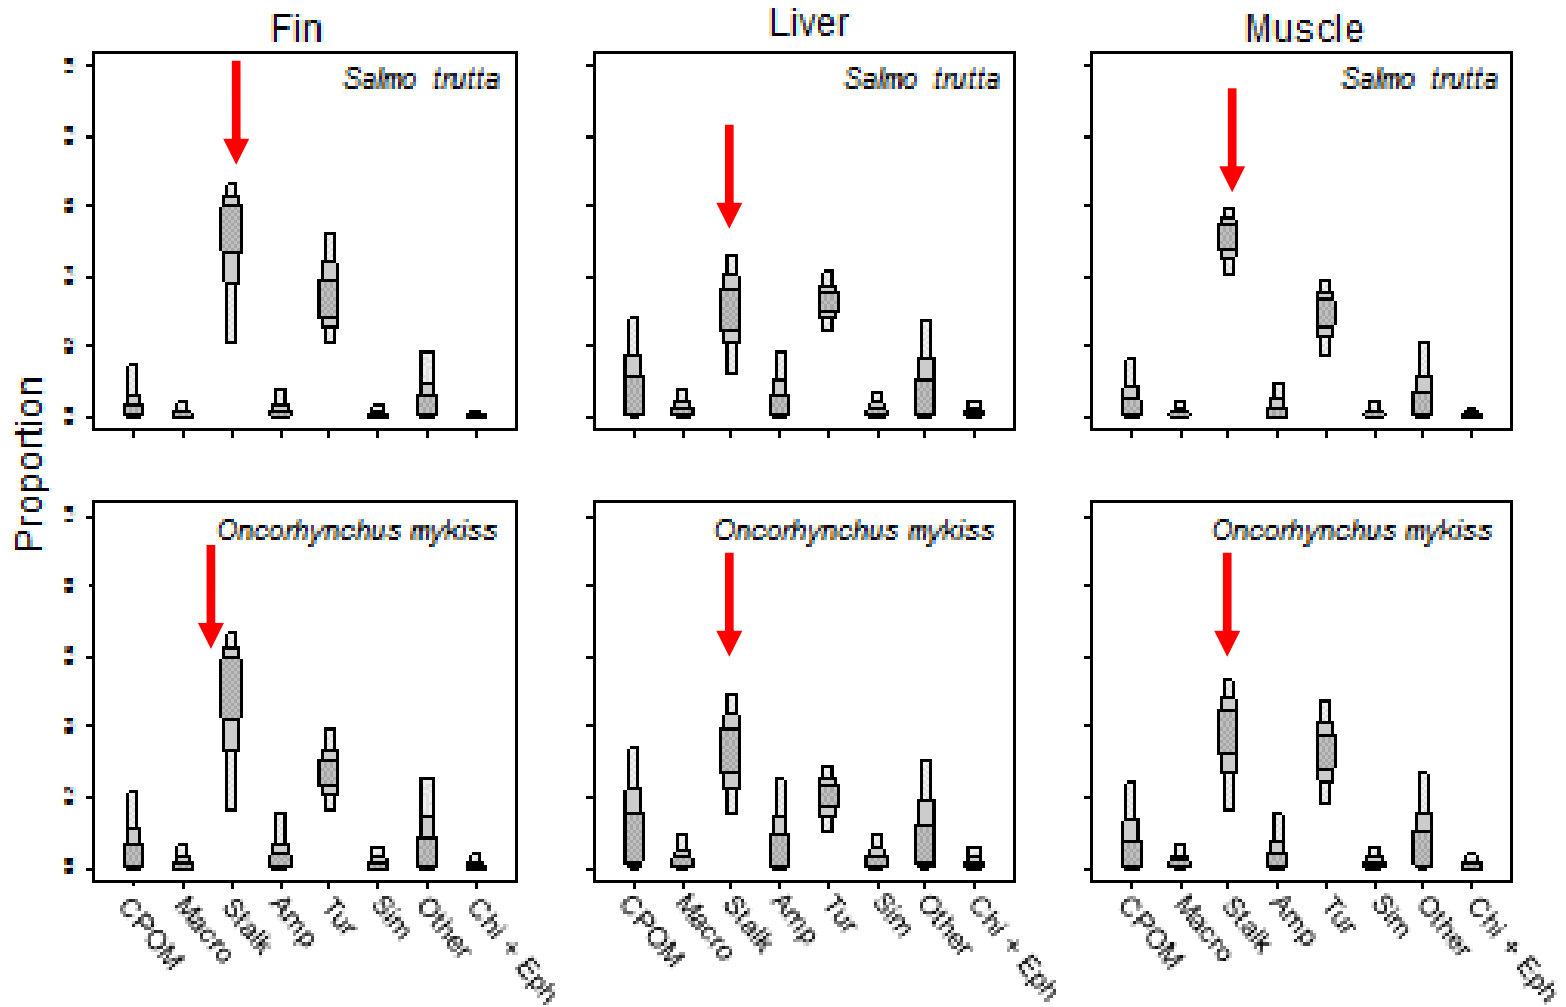 Fin
Liver
Muscle
Salmo trutta
Salmo trutta
Salmo trutta
Proportion
Oncorhynchus mykiss
Oncorhynchus mykiss
Oncorhynchus mykiss
CPOM
Macro
Stalk
Amp
Tur
Sim
Other
Chi + Eph
CPOM
Macro
Stalk
Amp
Tur
Sim
Other
Chi + Eph
CPOM
Macro
Stalk
Amp
Tur
Sim
Other
Chi + Eph